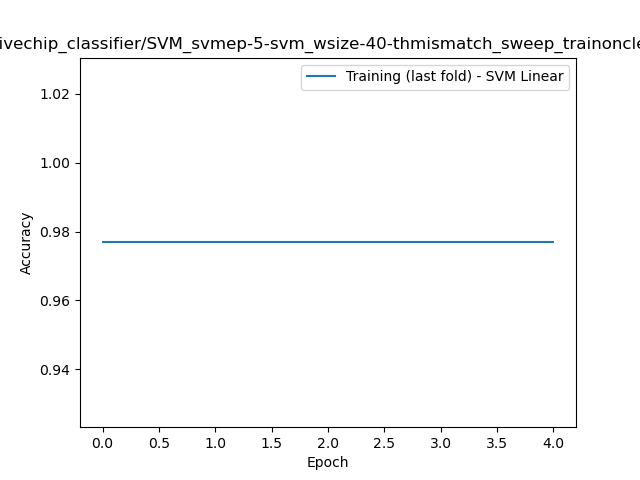 ivechip_classifier/SVM_svmep-5-svm_wsize-40-thmismatch_sweep_trainoncle
Training (last fold) - SVM Linear
1.02
1.00
0.98
0.96
0.94
Accuracy
0.0 0.5 1.0 1.5 2.0 2.5 3.0 3.5 4.0
Epoch